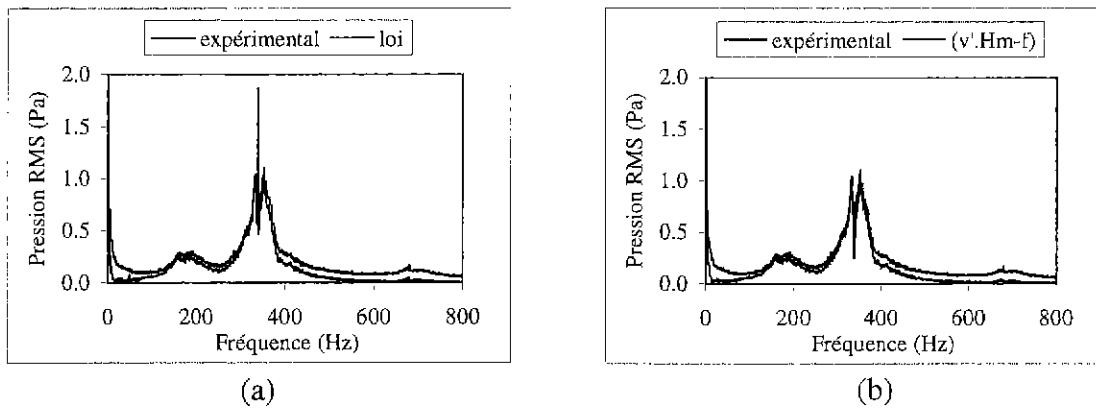 expérimental loi
Pression RMS (Pa)
2.0
1.5
1.0
0.5
0.0
0 200 400 600 800
Fréquence (Hz)
(a)
expérimental (v'.Hm-f)
Pression RMS (Pa)
2.0
1.5
1.0
0.5
0.0
0 200 400 600 800
Fréquence (Hz)
(b)